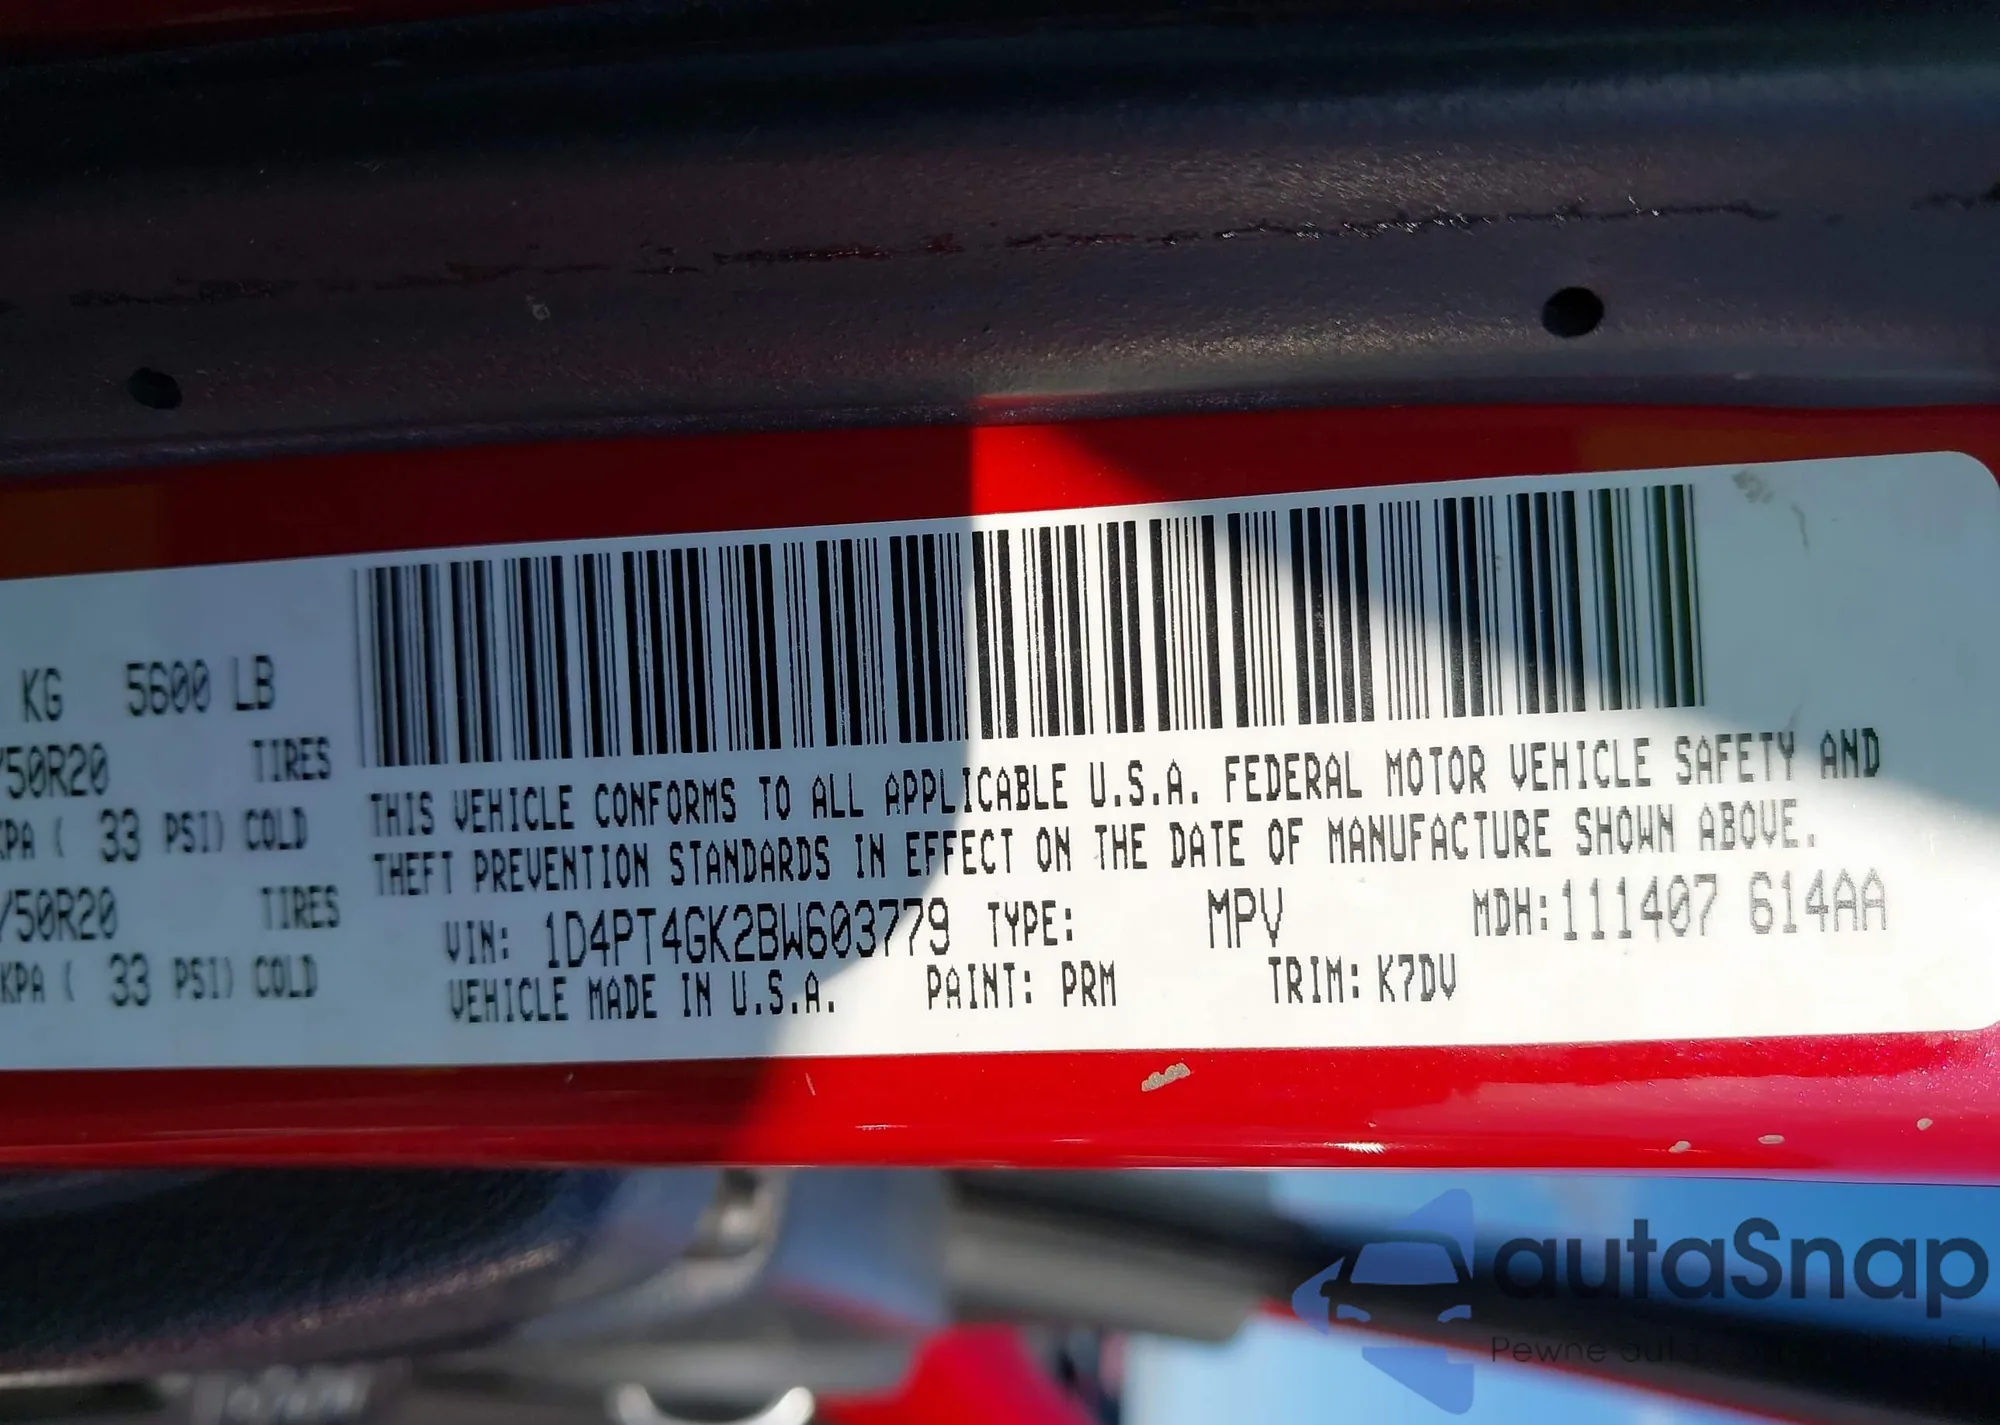 KG 5600 LB
/50R20 TIRES
KPA ( 33 PSI) COLD
/50R20 TIRES
KPA ( 33 PSI) COLD
THIS VEHICLE CONFORMS TO ALL APPLICABLE U.S.A. FEDERAL MOTOR VEHICLE SAFETY AND
THEFT PREVENTION STANDARDS IN EFFECT ON THE DATE OF MANUFACTURE SHOWN ABOVE.
VIN: 1D4PT4GK2BW603779 TYPE: MPV MDH:111407 614AA
VEHICLE MADE IN U.S.A. PAINT: PRM TRIM: K7DV
autaSnap
Pewne